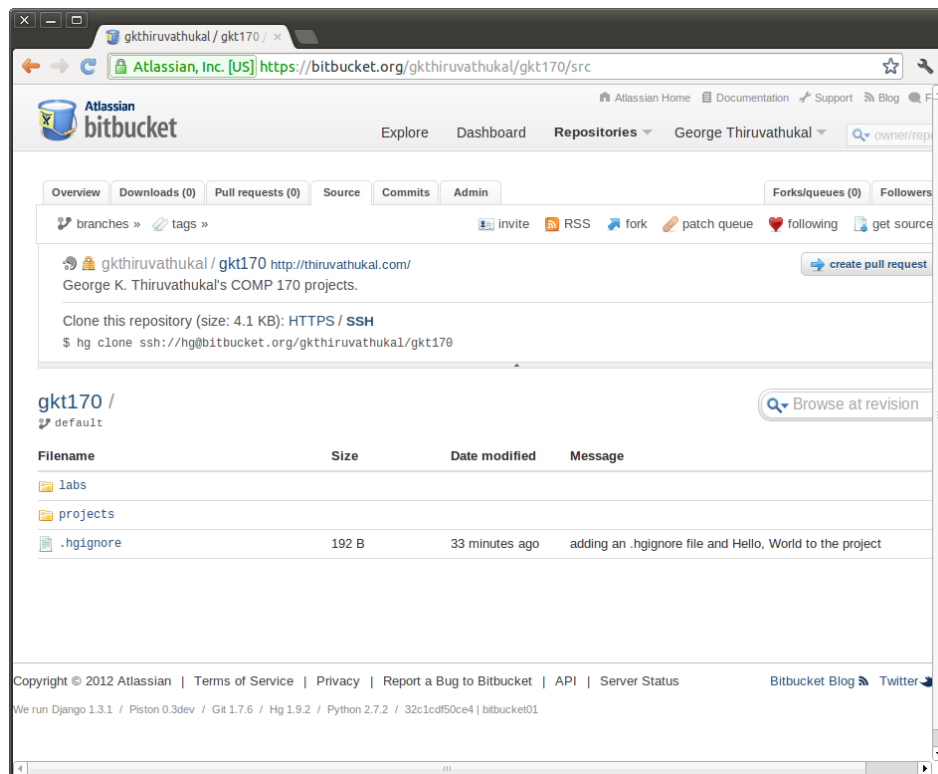 gkthiruvathukal / gkt170 /
Atlassian, Inc. [US] https://bitbucket.org/gkthiruvathukal/gkt170/src
Atlassian Home Documentation Support Blog F
Atlassian
bitbucket
Explore Dashboard Repositories George Thiruvathukal owner/repo
Overview Downloads (0) Pull requests (0) Source Commits Admin Forks/queues (0) Followers
branches » tags » invite RSS fork patch queue following get source
gkthiruvathukal / gkt170 http://thiruvathukal.com/
create pull request
George K. Thiruvathukal's COMP 170 projects.
Clone this repository (size: 4.1 KB): HTTPS / SSH
$ hg clone ssh://hg@bitbucket.org/gkthiruvathukal/gkt170
gkt170 /
Browse at revision
default
Filename Size Date modified Message
labs
projects
.hgignore 192 B 33 minutes ago adding an .hgignore file and Hello, World to the project
Copyright © 2012 Atlassian | Terms of Service | Privacy | Report a Bug to Bitbucket | API | Server Status Bitbucket Blog Twitter
We run Django 1.3.1 / Piston 0.3dev / Git 1.7.6 / Hg 1.9.2 / Python 2.7.2 / 32c1cdf50ce4 | bitbucket01